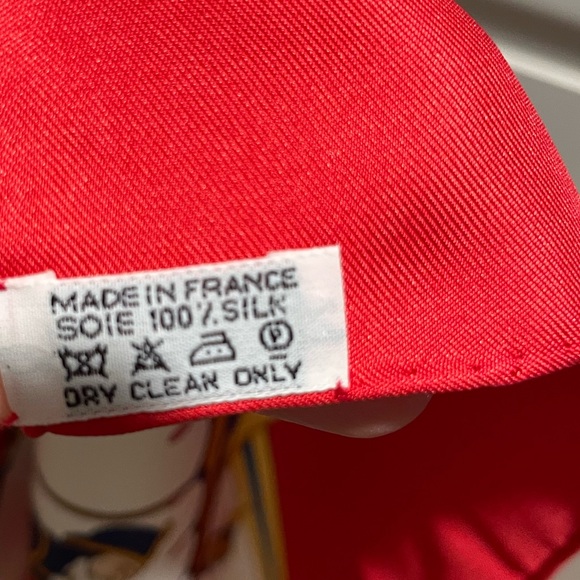 MADE IN FRANCE
SOIE 100% SILK
P
DRY CLEAN ONLY